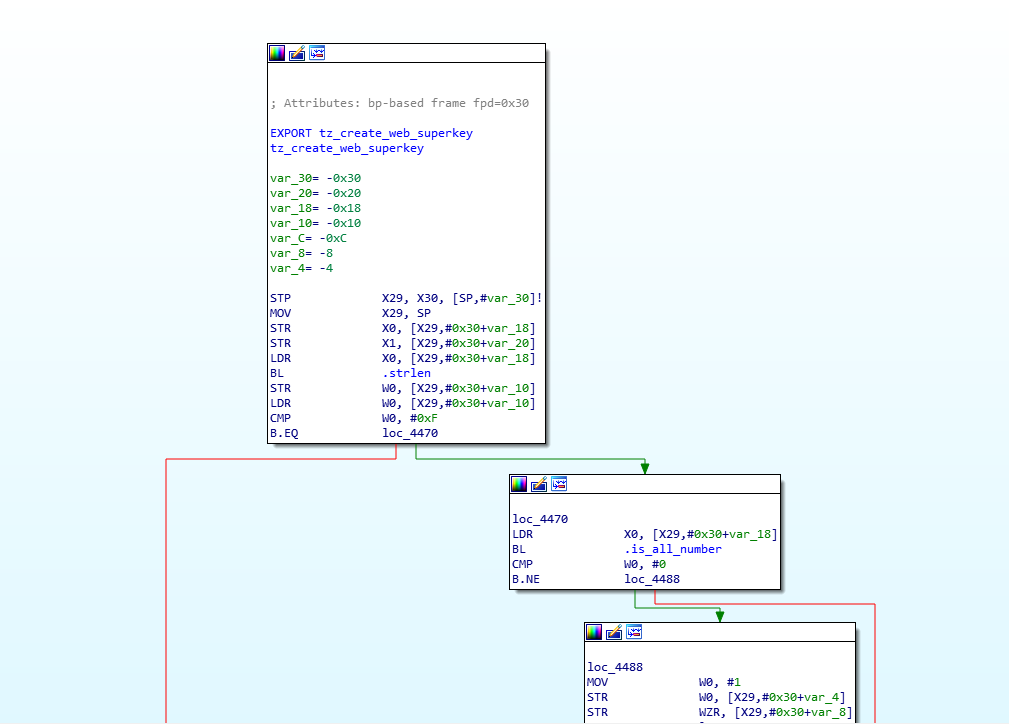 ; Attributes: bp-based frame fpd=0x30
EXPORT tz_create_web_superkey
tz_create_web_superkey
var_30= -0x30
var_20= -0x20
var_18= -0x18
var_10= -0x10
var_C= -0xC
var_8= -8
var_4= -4
STP X29, X30, [SP,#var_30]!
MOV X29, SP
STR X0, [X29,#0x30+var_18]
STR X1, [X29,#0x30+var_20]
LDR X0, [X29,#0x30+var_18]
BL .strlen
STR W0, [X29,#0x30+var_10]
LDR W0, [X29,#0x30+var_10]
CMP W0, #0xF
B.EQ loc_4470
loc_4470
LDR X0, [X29,#0x30+var_18]
BL .is_all_number
CMP W0, #0
B.NE loc_4488
loc_4488
MOV W0, #1
STR W0, [X29,#0x30+var_4]
STR WZR, [X29,#0x30+var_8]